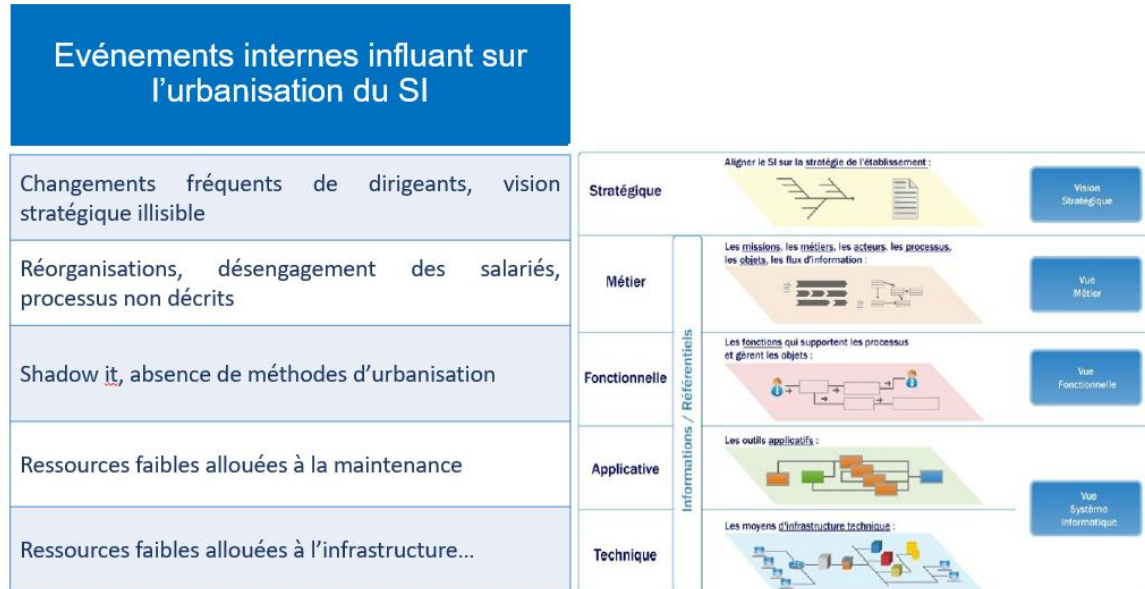 Evénements internes influant sur
l'urbanisation du SI
Changements fréquents de dirigeants, vision
stratégique illisible
Réorganisations, désengagement des salariés,
processus non décrits
Shadow it, absence de méthodes d'urbanisation
Ressources faibles allouées à la maintenance
Ressources faibles allouées à l'infrastructure…
Stratégique
Aligner le SI sur la stratégie de l'établissement :
Vision
Stratégique
Informations / Référentiels
Métier
Les missions, les métiers, les acteurs, les processus,
les objets, les flux d'information :
Vue
Métier
Fonctionnelle
Les fonctions qui supportent les processus
et gèrent les objets :
Vue
Fonctionnelle
Applicative
Les outils applicatifs :
Technique
Les moyens d'infrastructure technique :
Vue
Système
Informatique